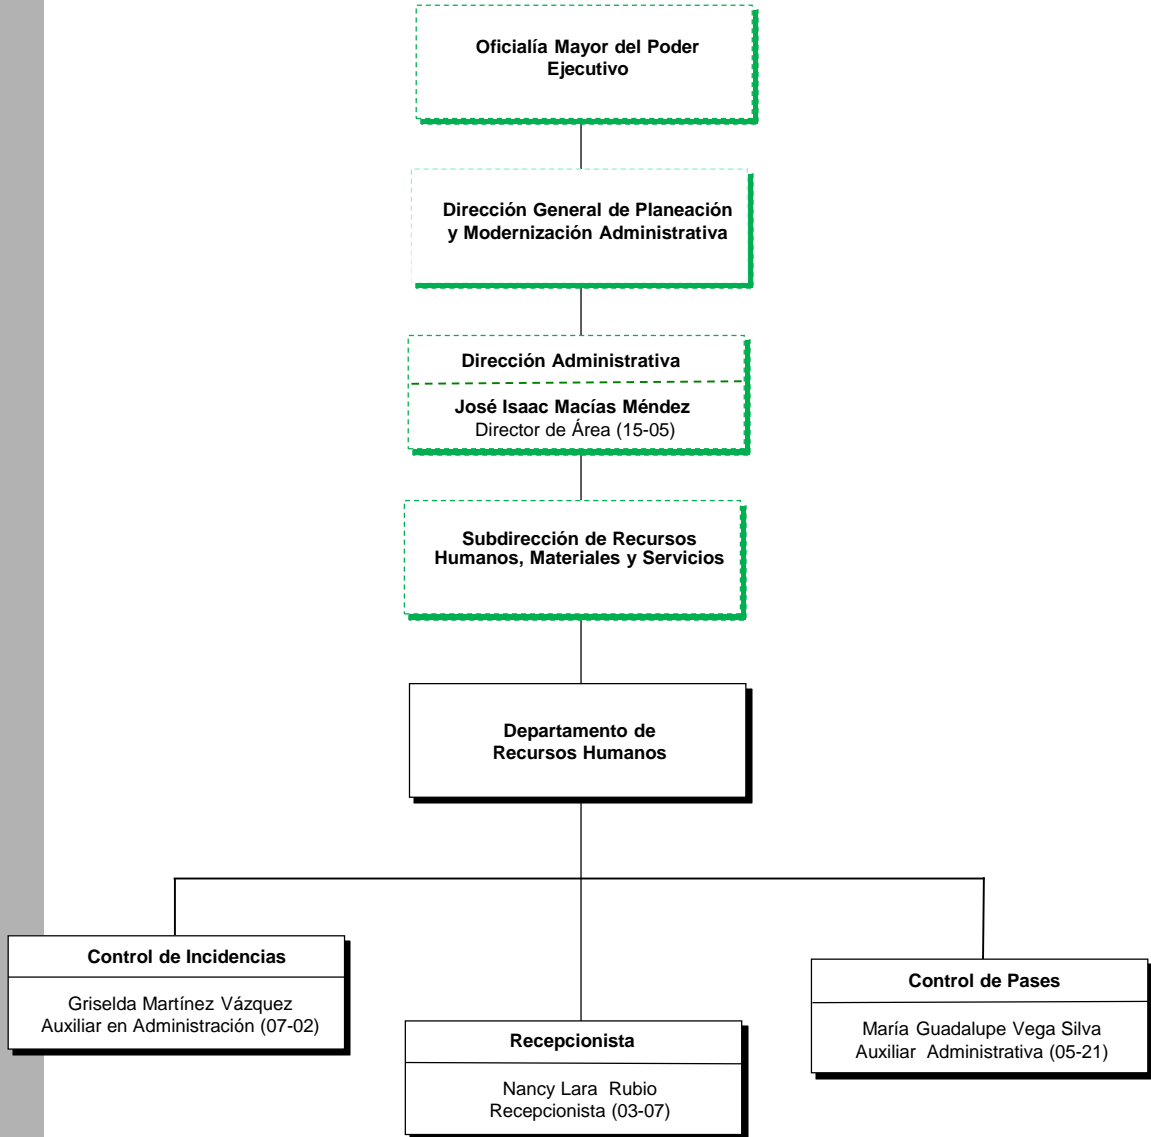 Oficialía Mayor del Poder
Ejecutivo
Dirección General de Planeación
y Modernización Administrativa
Dirección Administrativa
José Isaac Macías Méndez
Director de Área (15-05)
Subdirección de Recursos
Humanos, Materiales y Servicios
Departamento de
Recursos Humanos
Control de Incidencias
Griselda Martínez Vázquez
Auxiliar en Administración (07-02)
Recepcionista
Nancy Lara Rubio
Recepcionista (03-07)
Control de Pases
María Guadalupe Vega Silva
Auxiliar Administrativa (05-21)